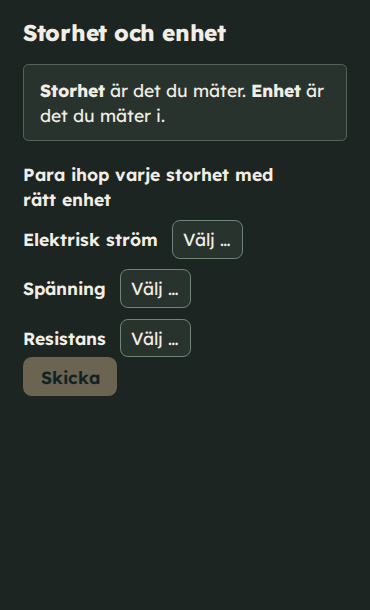 Storhet och enhet
Storhet är det du mäter. Enhet är
det du mäter i.
Para ihop varje storhet med
rätt enhet
Elektrisk ström Välj ...
Spänning Välj ...
Resistans Välj ...
Skicka